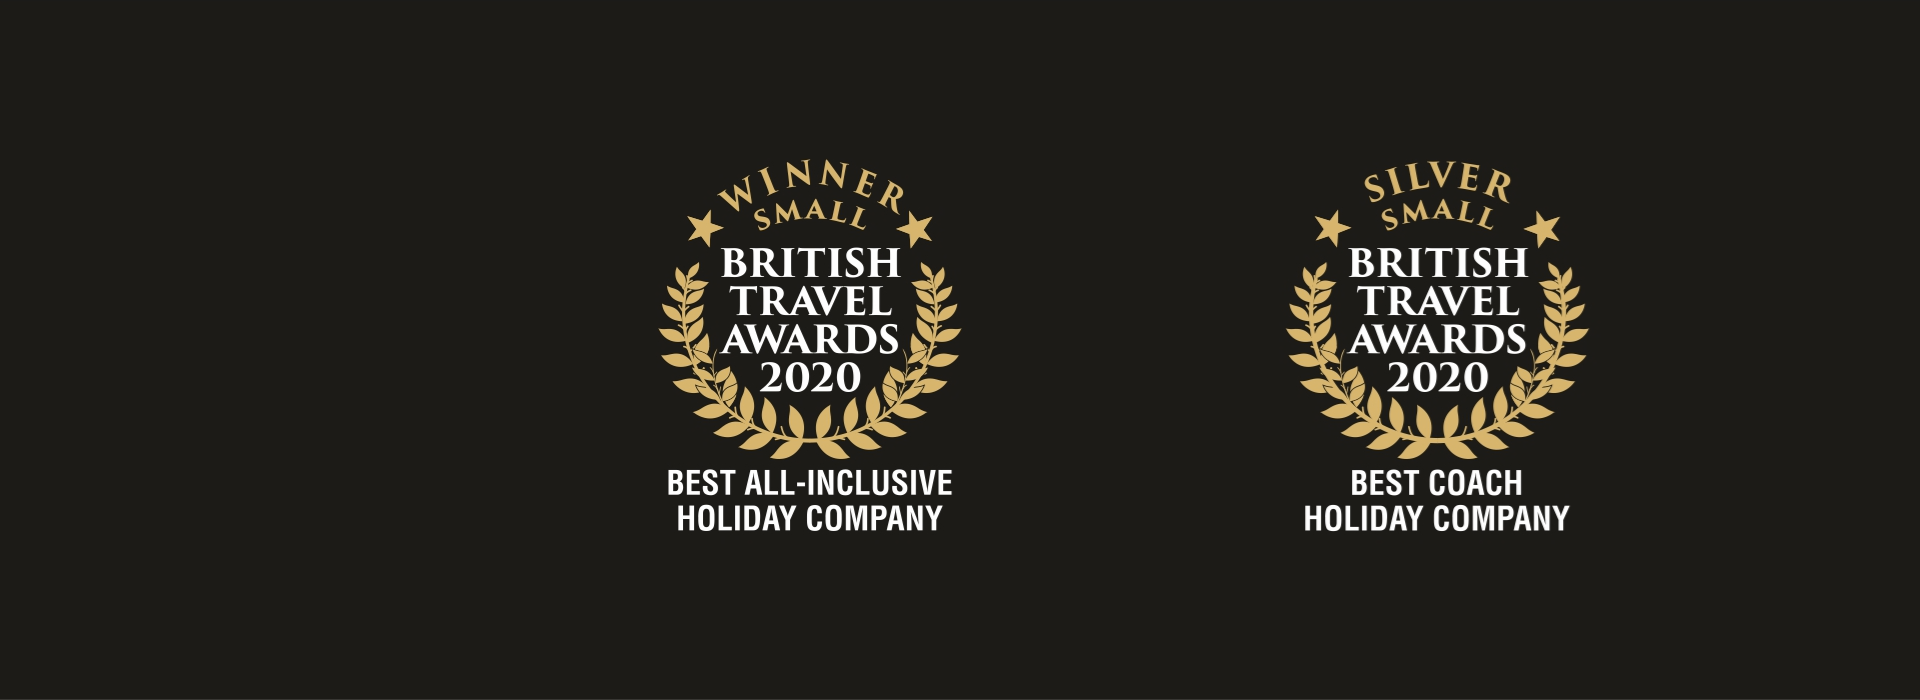 WINNER
SMALL
BRITISH
TRAVEL
AWARDS
2020
BEST ALL-INCLUSIVE
HOLIDAY COMPANY
SILVER
SMALL
BRITISH
TRAVEL
AWARDS
2020
BEST COACH
HOLIDAY COMPANY